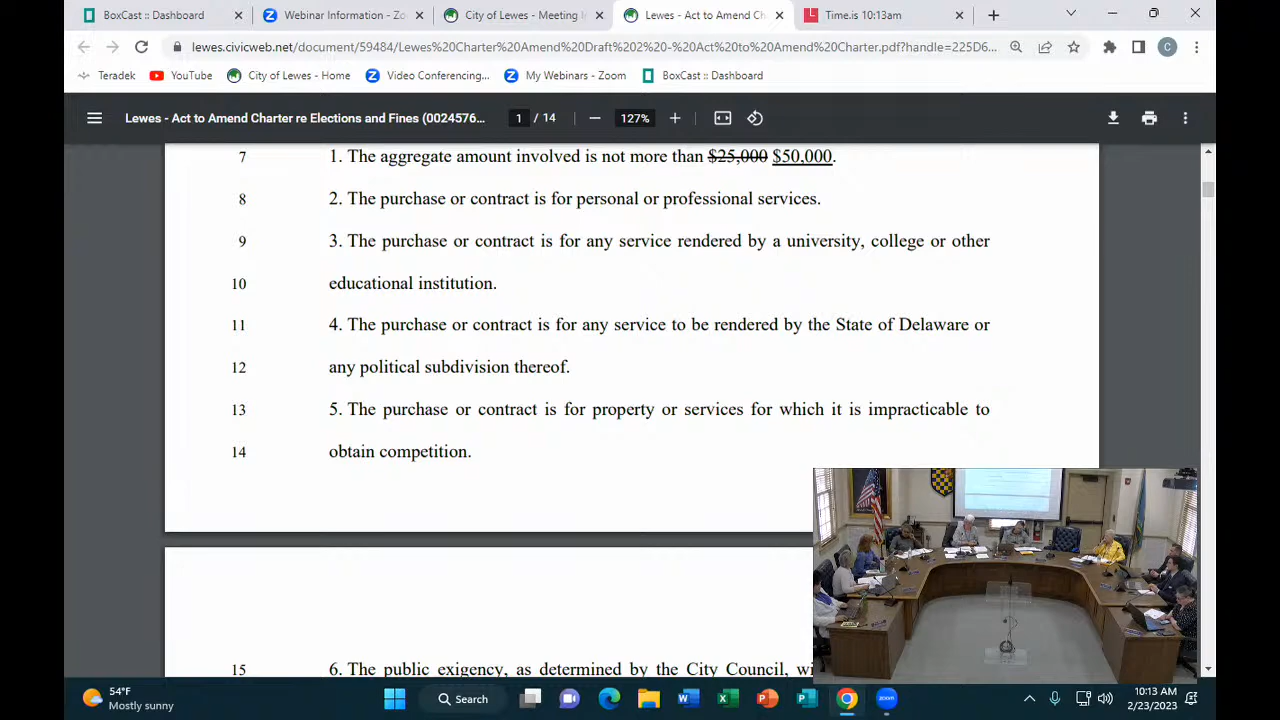 BoxCast :: Dashboard
Webinar Information - Zo
City of Lewes - Meeting
Lewes - Act to Amend Cha
Time.is 10:13am
lewes.civicweb.net/document/59484/Lewes%20Charter%20Amend%20Draft%202%20-%20Act%20to%20Amend%20Charter.pdf?handle=225D6...
C
Teradek
YouTube
City of Lewes - Home
Video Conferencing...
My Webinars - Zoom
BoxCast :: Dashboard
Lewes - Act to Amend Charter re Elections and Fines (0024576...
1 / 14
127%
7 1. The aggregate amount involved is not more than $25,000 $50,000.
8 2. The purchase or contract is for personal or professional services.
9 3. The purchase or contract is for any service rendered by a university, college or other
10 educational institution.
11 4. The purchase or contract is for any service to be rendered by the State of Delaware or
12 any political subdivision thereof.
13 5. The purchase or contract is for property or services for which it is impracticable to
14 obtain competition.
15 6. The public exigency, as determined by the City Council, wi
54°F
Mostly sunny
Search
zoom
10:13 AM
2/23/2023